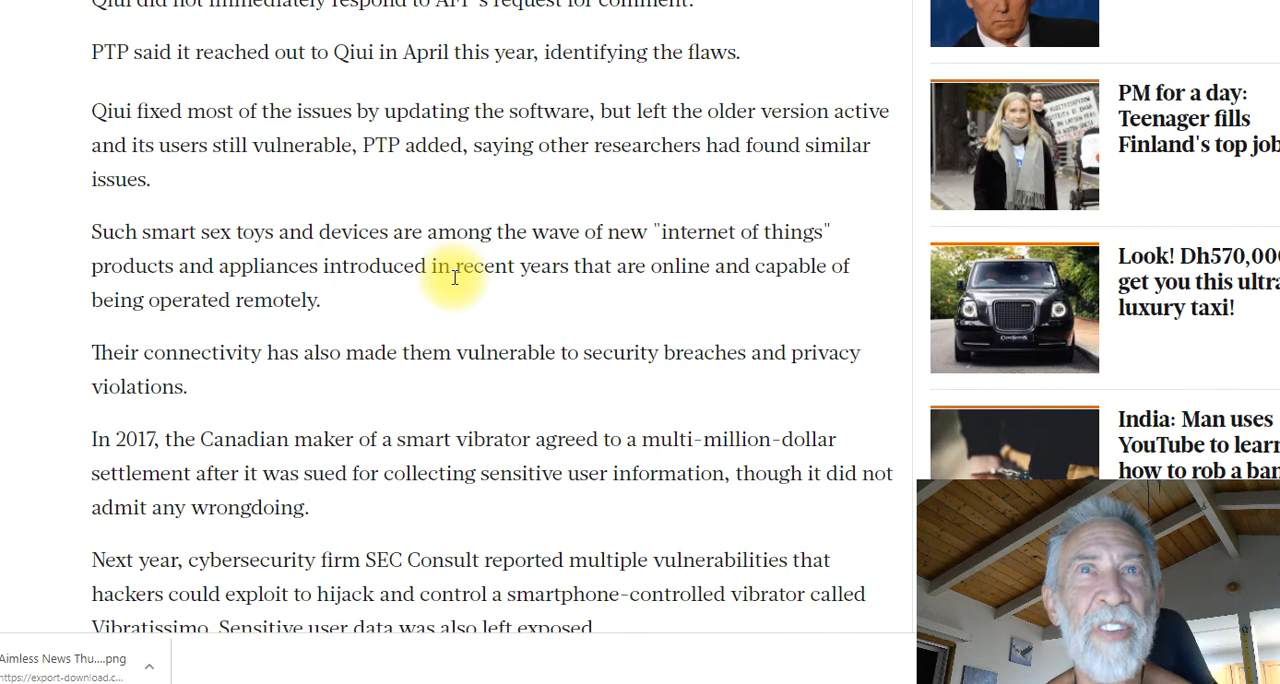 Qiui did not immediately respond to AFP's request for comment.
PTP said it reached out to Qiui in April this year, identifying the flaws.
Qiui fixed most of the issues by updating the software, but left the older version active
and its users still vulnerable, PTP added, saying other researchers had found similar
issues.
Such smart sex toys and devices are among the wave of new "internet of things"
products and appliances introduced in recent years that are online and capable of
being operated remotely.
Their connectivity has also made them vulnerable to security breaches and privacy
violations.
In 2017, the Canadian maker of a smart vibrator agreed to a multi-million-dollar
settlement after it was sued for collecting sensitive user information, though it did not
admit any wrongdoing.
Next year, cybersecurity firm SEC Consult reported multiple vulnerabilities that
hackers could exploit to hijack and control a smartphone-controlled vibrator called
Vibratissimo. Sensitive user data was also left exposed.
PM for a day:
Teenager fills
Finland's top job
Look! Dh570,000
get you this ultra
luxury taxi!
India: Man uses
YouTube to learn
how to rob a ban
Aimless News Thu....png
https://export-download.c...